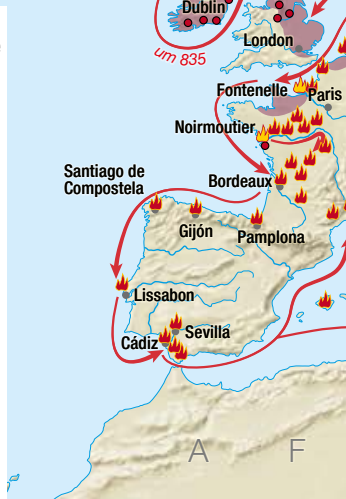 Dublin
um 835
London
Fontenelle
Paris
Noirmoutier
Santiago de
Compostela
Bordeaux
Gijón
Pamplona
Lissabon
Sevilla
Cádiz
A F